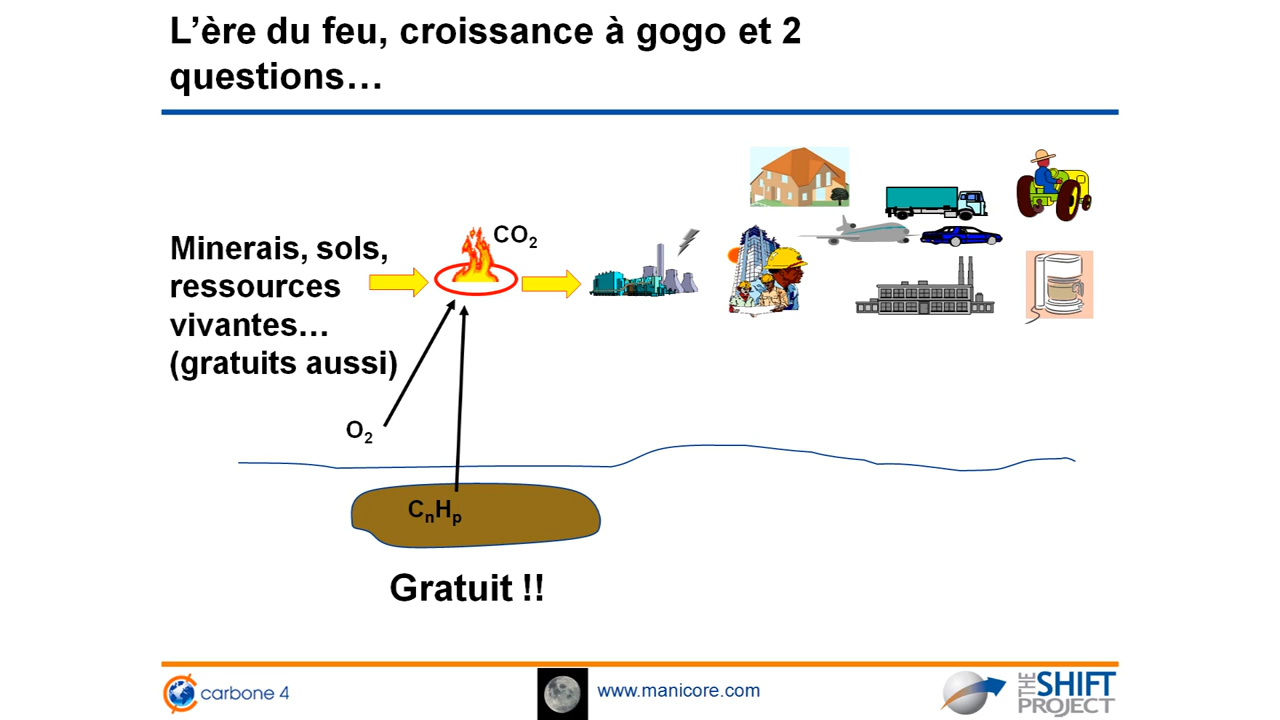 L’ère du feu, croissance à gogo et 2
questions…
CO₂
Minerais, sols,
ressources
vivantes…
(gratuits aussi)
O₂
CₙHₚ
Gratuit !!
carbone 4
www.manicore.com
THE SHIFT
PROJECT